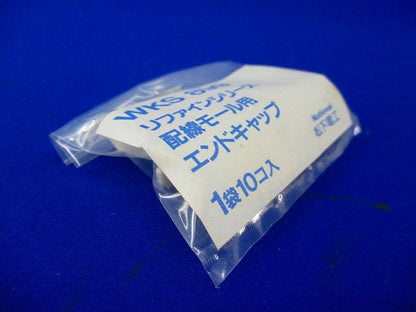 WKS
リファインシリーズ
配線モール用
エンドキャップ
1袋10コ入
National
松下電工